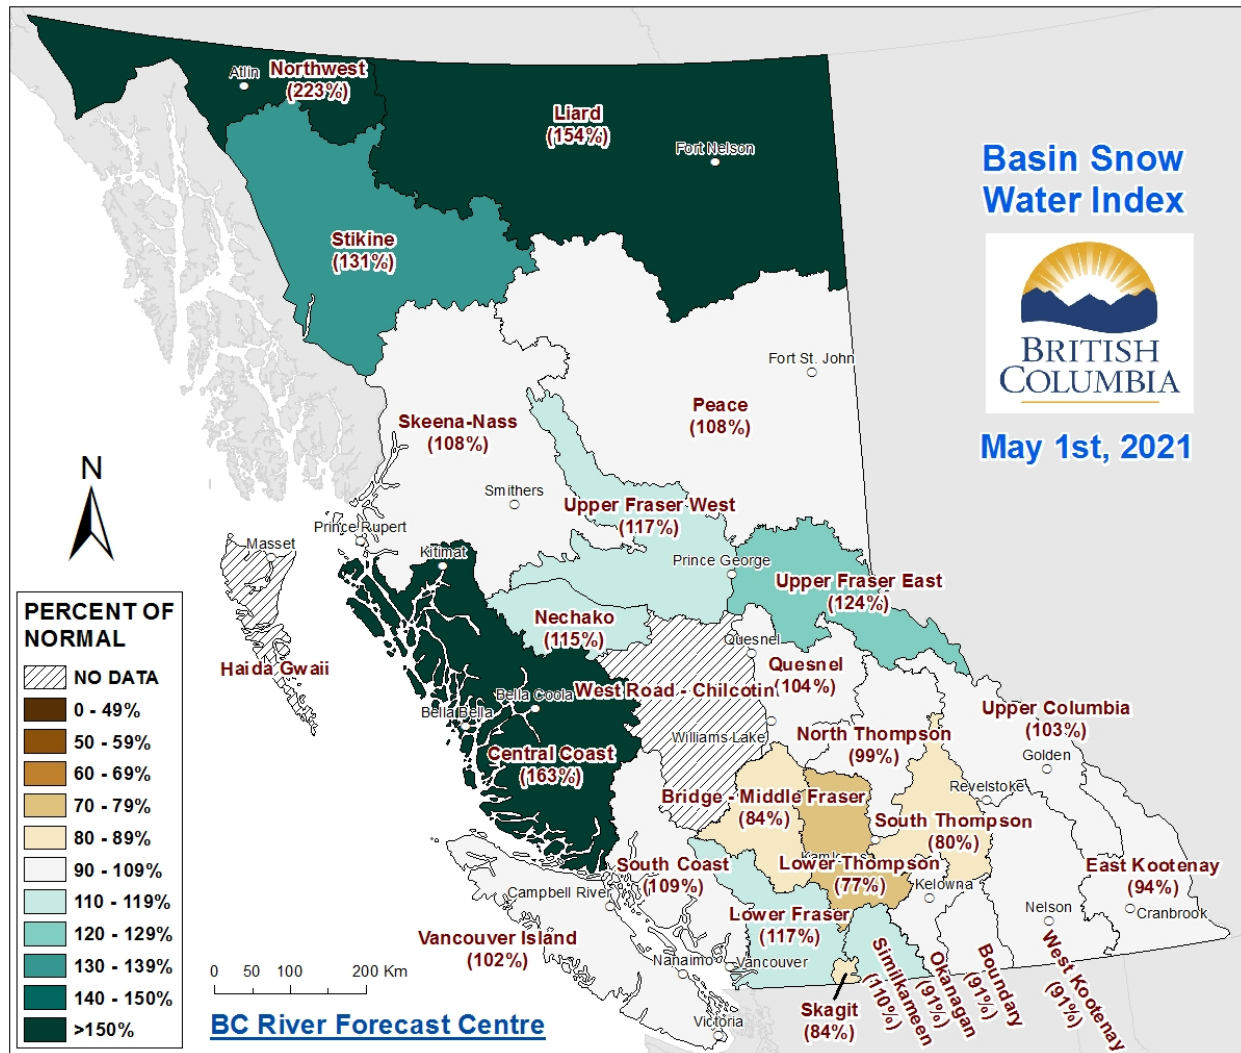 Northwest
(223%)
Atlin
Liard
(154%)
Fort Nelson
Basin Snow
Water Index
BRITISH
COLUMBIA
May 1st, 2021
Stikine
(131%)
Fort St. John
Peace
(108%)
Skeena-Nass
(108%)
Smithers
Upper Fraser West
(117%)
N
Prince Rupert
Masset
Kitimat
Prince George
Upper Fraser East
(124%)
Nechako
(115%)
Haida Gwaii
Quesnel
Quesnel
(104%)
West Road - Chilcotin
Bella Coola
Bella Bella
Williams Lake
Upper Columbia
(103%)
Golden
North Thompson
(99%)
Central Coast
(163%)
Revelstoke
Bridge - Middle Fraser
(84%)
South Thompson
(80%)
South Coast
(109%)
Campbell River
Lower Thompson
(77%)
Kelowna
East Kootenay
(94%)
Cranbrook
Nelson
Lower Fraser
(117%)
Vancouver Island
(102%)
Nanaimo
Vancouver
Victoria
Skagit
(84%)
Similkameen
(110%)
Okanagan
(91%)
Boundary
(91%)
West Kootenay
(91%)
PERCENT OF
NORMAL
NO DATA
0 - 49%
50 - 59%
60 - 69%
70 - 79%
80 - 89%
90 - 109%
110 - 119%
120 - 129%
130 - 139%
140 - 150%
>150%
0 50 100 200 Km
BC River Forecast Centre